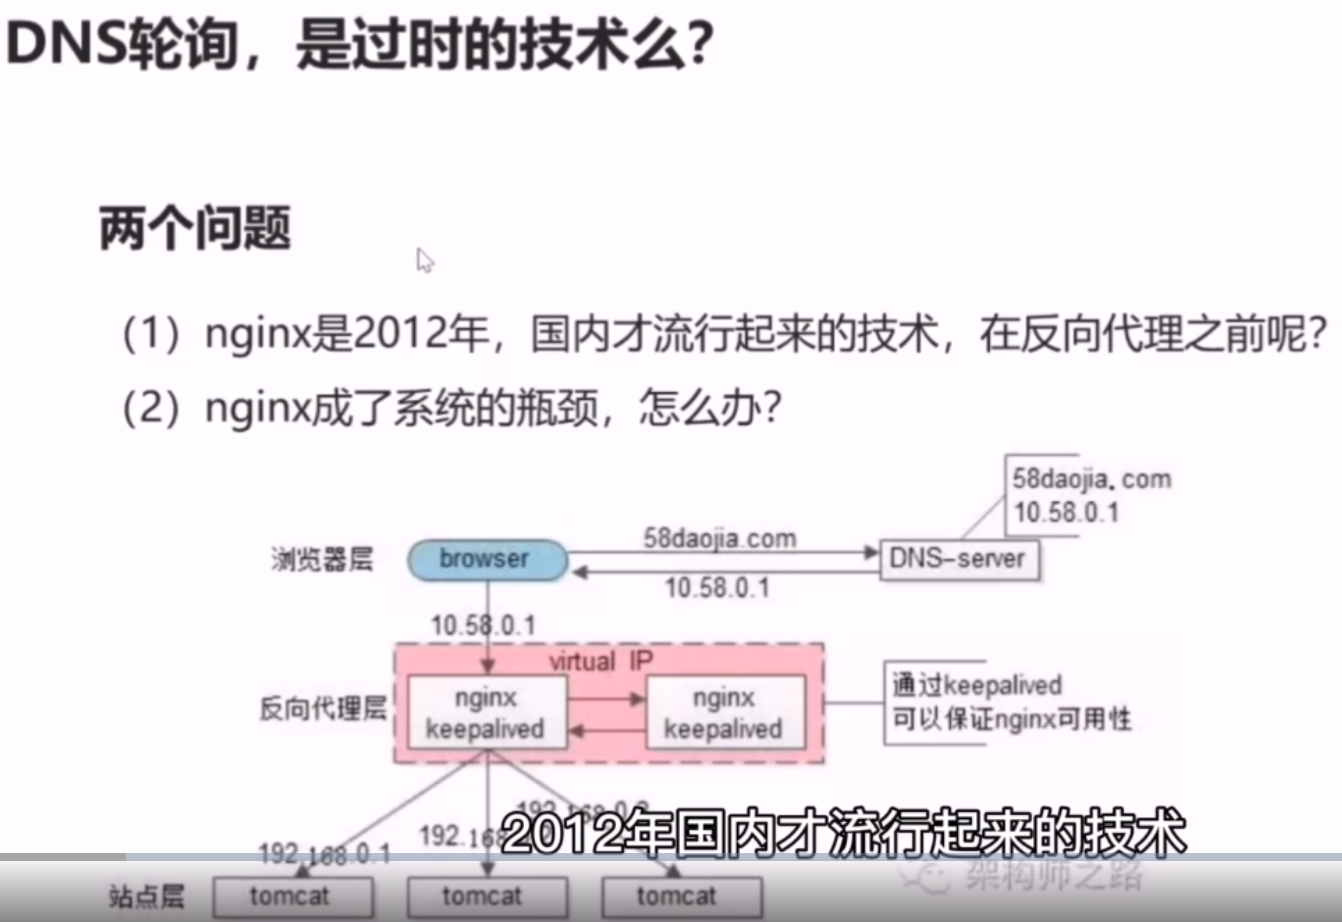 DNS轮询，是过时的技术么？
两个问题
（1）nginx是2012年，国内才流行起来的技术，在反向代理之前呢？
（2）nginx成了系统的瓶颈，怎么办？
58daojia.com
10.58.0.1
浏览器层
browser
58daojia.com
10.58.0.1
DNS-server
10.58.0.1
virtual IP
反向代理层
nginx
keepalived
nginx
keepalived
通过keepalived
可以保证nginx可用性
192.168.0.1
192.168
2012年国内才流行起来的技术
架构师之路
站点层
tomcat
tomcat
tomcat